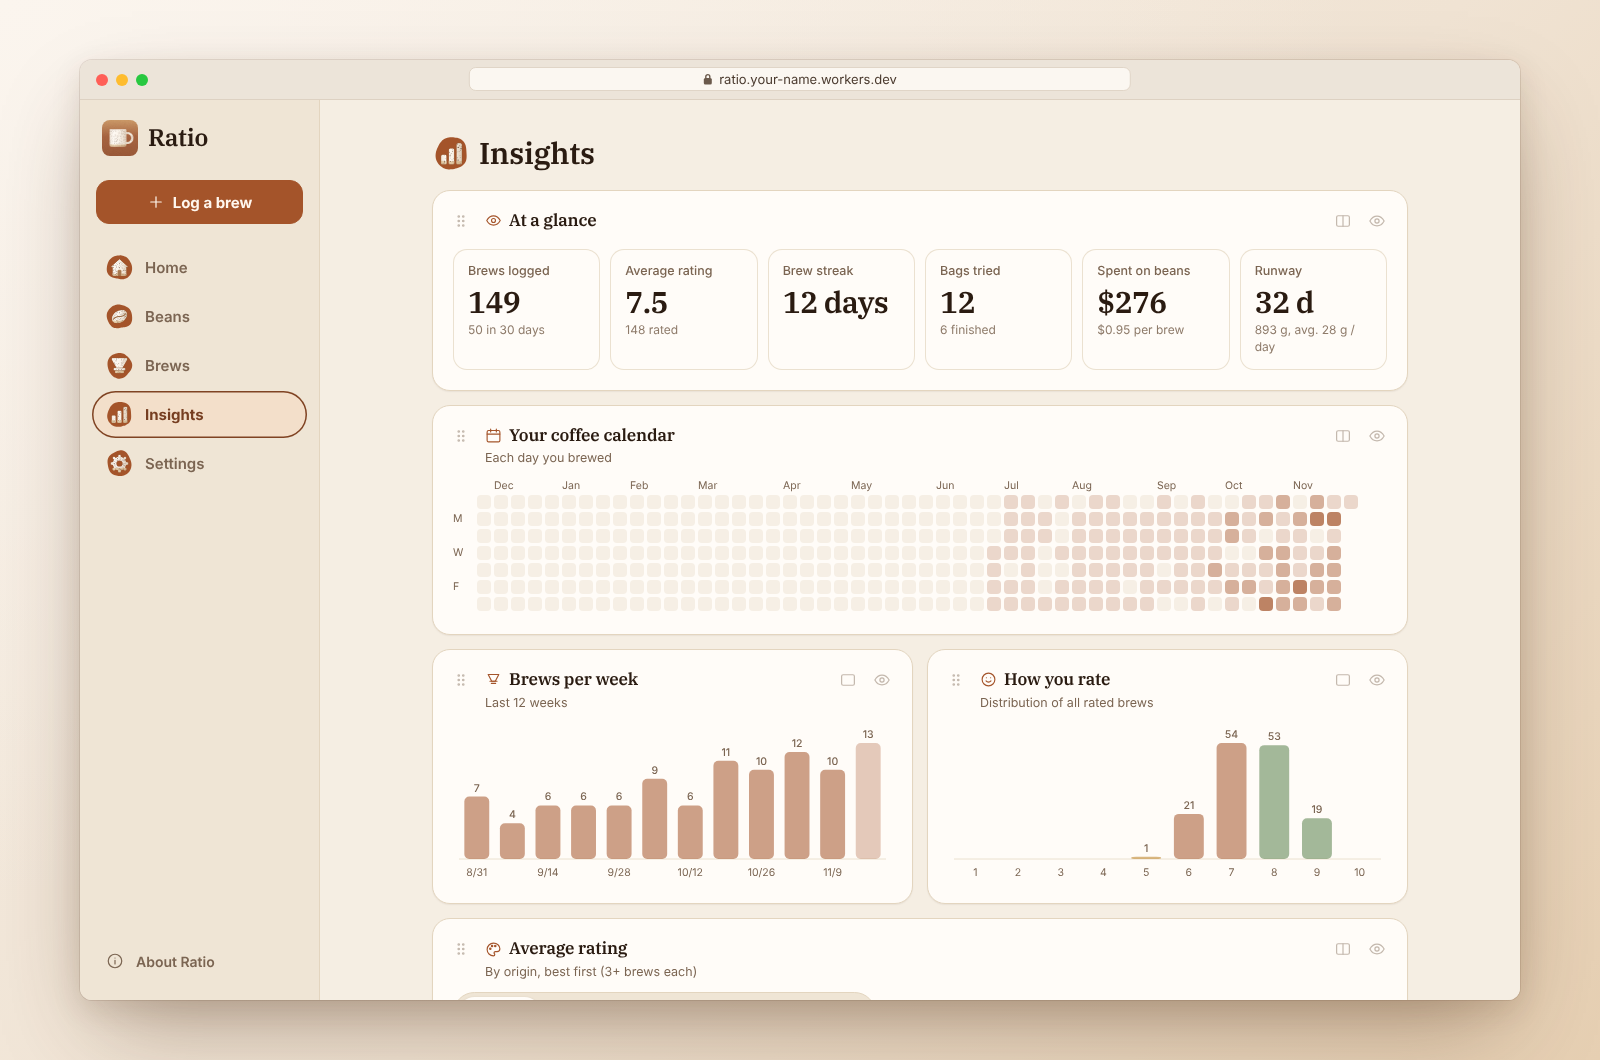 ratio.your-name.workers.dev
Ratio
Log a brew
Home
Beans
Brews
Insights
Settings
About Ratio
Insights
At a glance
Brews logged
149
50 in 30 days
Average rating
7.5
148 rated
Brew streak
12 days
Bags tried
12
6 finished
Spent on beans
$276
$0.95 per brew
Runway
32 d
893 g, avg. 28 g /
day
Your coffee calendar
Each day you brewed
Dec Jan Feb Mar Apr May Jun Jul Aug Sep Oct Nov
M
W
F
Brews per week
Last 12 weeks
7 4 6 6 6 9 6 11 10 12 10 13
8/31 9/14 9/28 10/12 10/26 11/9
How you rate
Distribution of all rated brews
1 21 54 53 19
1 2 3 4 5 6 7 8 9 10
Average rating
By origin, best first (3+ brews each)